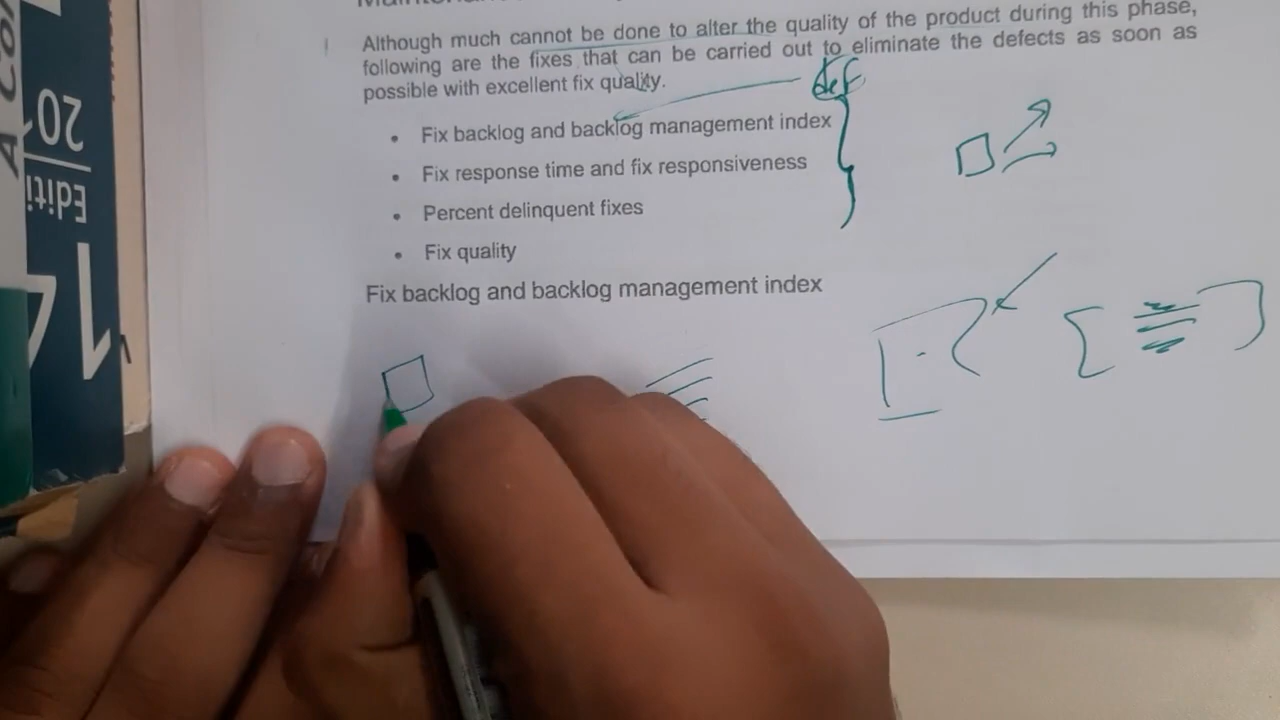 Although much cannot be done to alter the quality of the product during this phase,
following are the fixes that can be carried out to eliminate the defects as soon as
possible with excellent fix quality.
def
• Fix backlog and backlog management index
• Fix response time and fix responsiveness
• Percent delinquent fixes
• Fix quality
Fix backlog and backlog management index
A
20
Editi
14